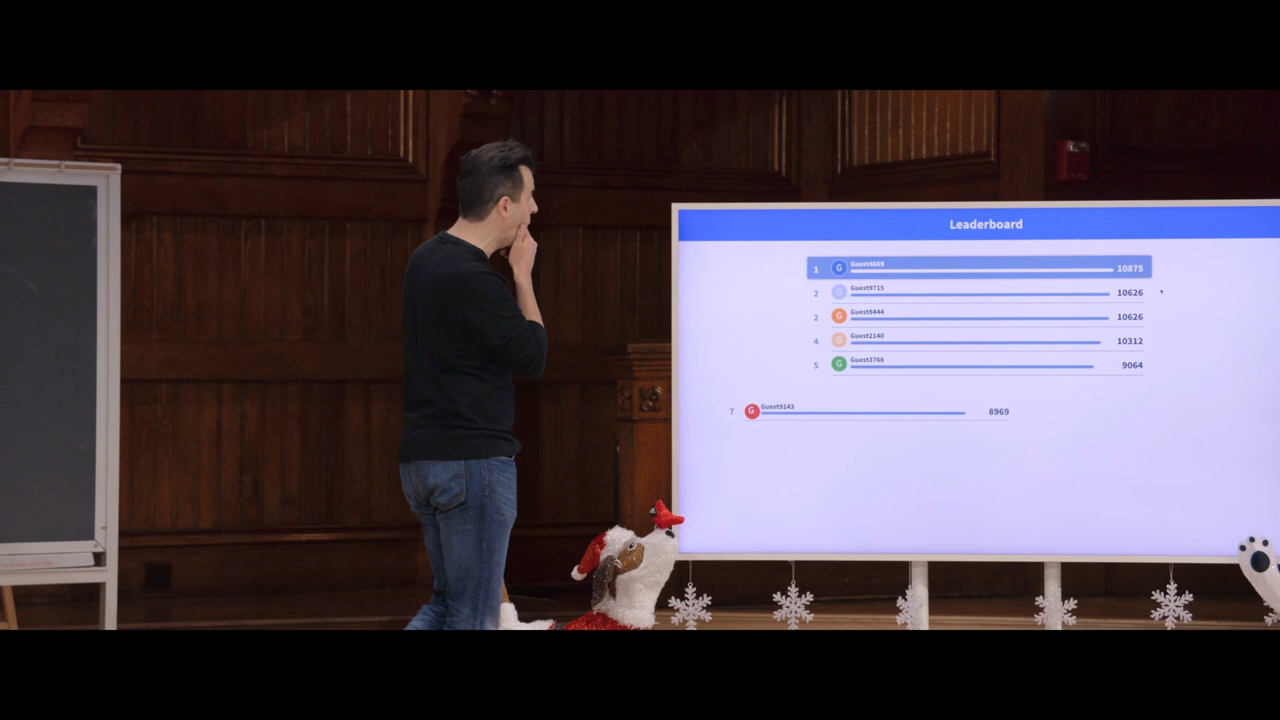 Leaderboard
1 G Guest4669 10875
2 G Guest9715 10626
2 G Guest8444 10626
4 G Guest2140 10312
5 G Guest3768 9064
7 G Guest9143 8969